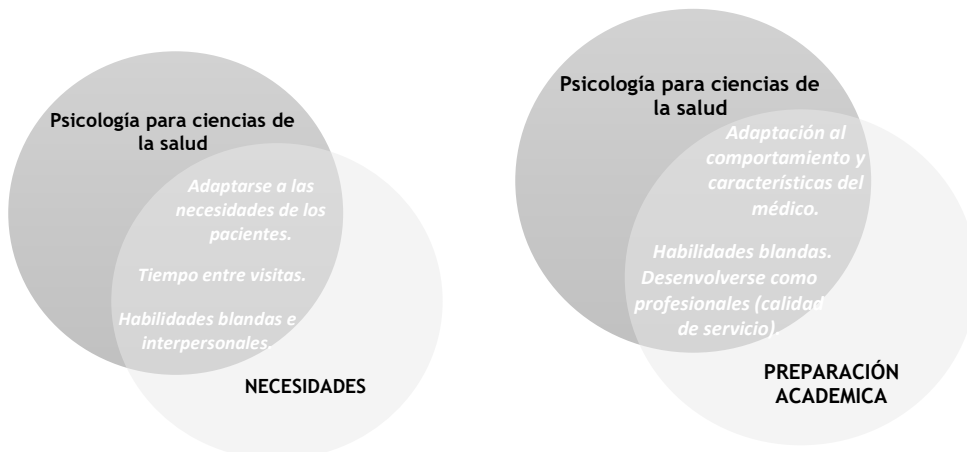 Psicología para ciencias de
la salud
Adaptarse a las
necesidades de los
pacientes.
Tiempo entre visitas.
Habilidades blandas e
interpersonales.
NECESIDADES
Psicología para ciencias de
la salud
Adaptación al
comportamiento y
características del
médico.
Habilidades blandas.
Desenvolverse como
profesionales (calidad
de servicio).
PREPARACIÓN
ACADEMICA